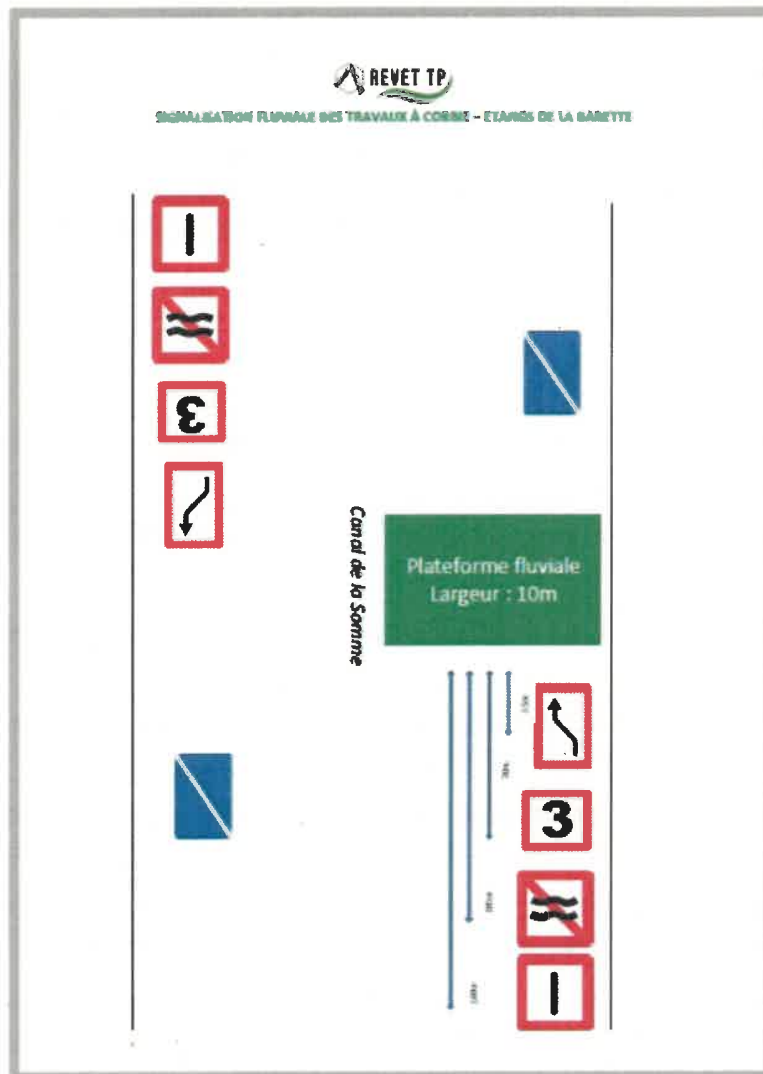 REVET TP
SIGNALISATION FLUVIALE DES TRAVAUX À CORBIE – ETANGS DE LA BARETTE
3
Canal de la Somme
Plateforme fluviale
Largeur : 10m
3